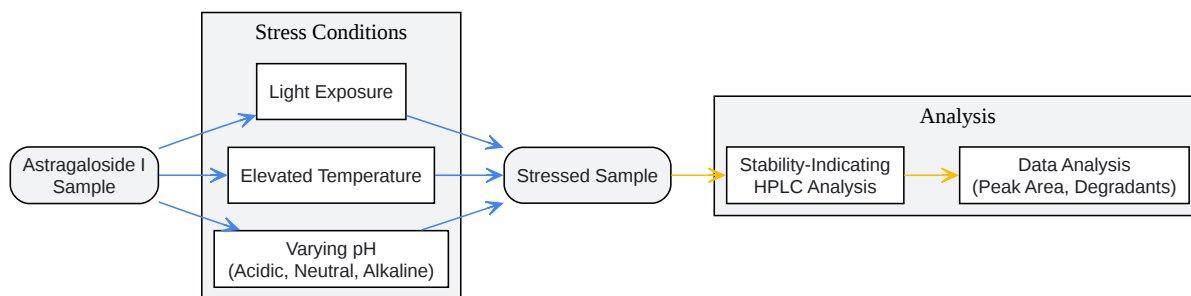 Astragaloside I
Sample
Stress Conditions
Light Exposure
Elevated Temperature
Varying pH
(Acidic, Neutral, Alkaline)
Stressed Sample
Analysis
Stability-Indicating
HPLC Analysis
Data Analysis
(Peak Area, Degradants)